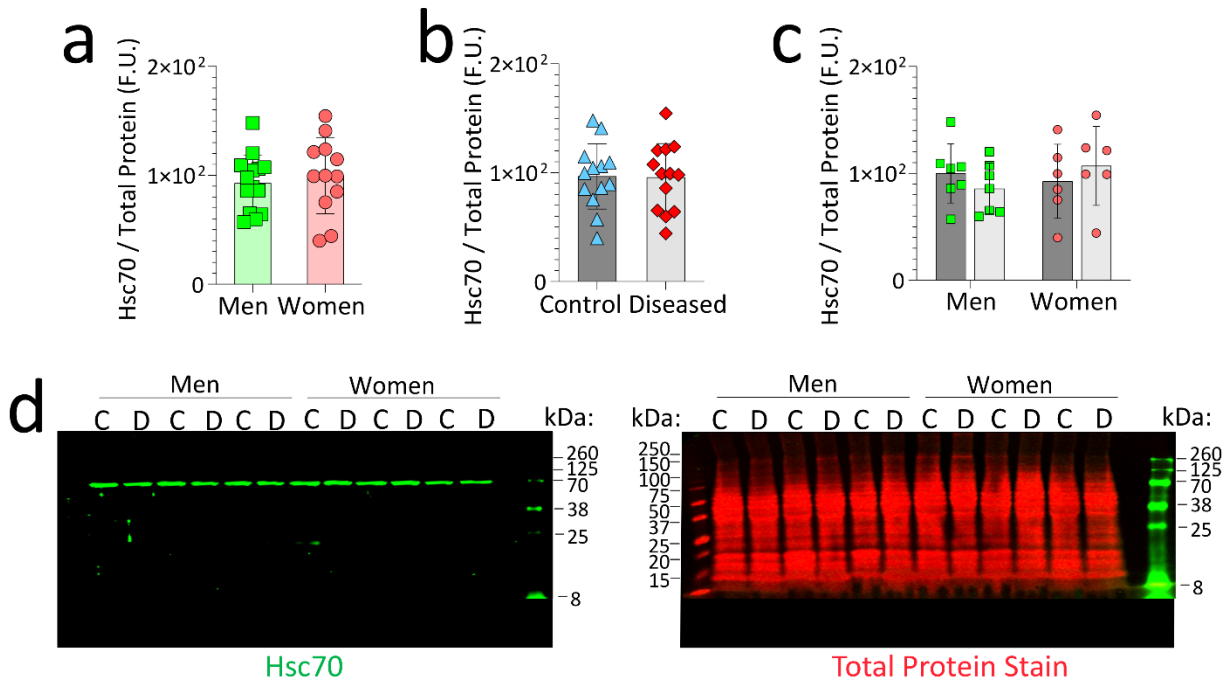 a
Hsc70 / Total Protein (F.U.)
2×10²
1×10²
0
Men Women
b
Hsc70 / Total Protein (F.U.)
2×10²
1×10²
0
Control Diseased
c
Hsc70 / Total Protein (F.U.)
2×10²
1×10²
0
Men Women
d
Men Women
C D C D C D C D C D C D kDa:
260
125
70
38
25
8
Hsc70
Men Women
kDa: C D C D C D C D C D C D kDa:
250
150
100
75
50
37
25
20
15
260
125
70
38
25
8
Total Protein Stain